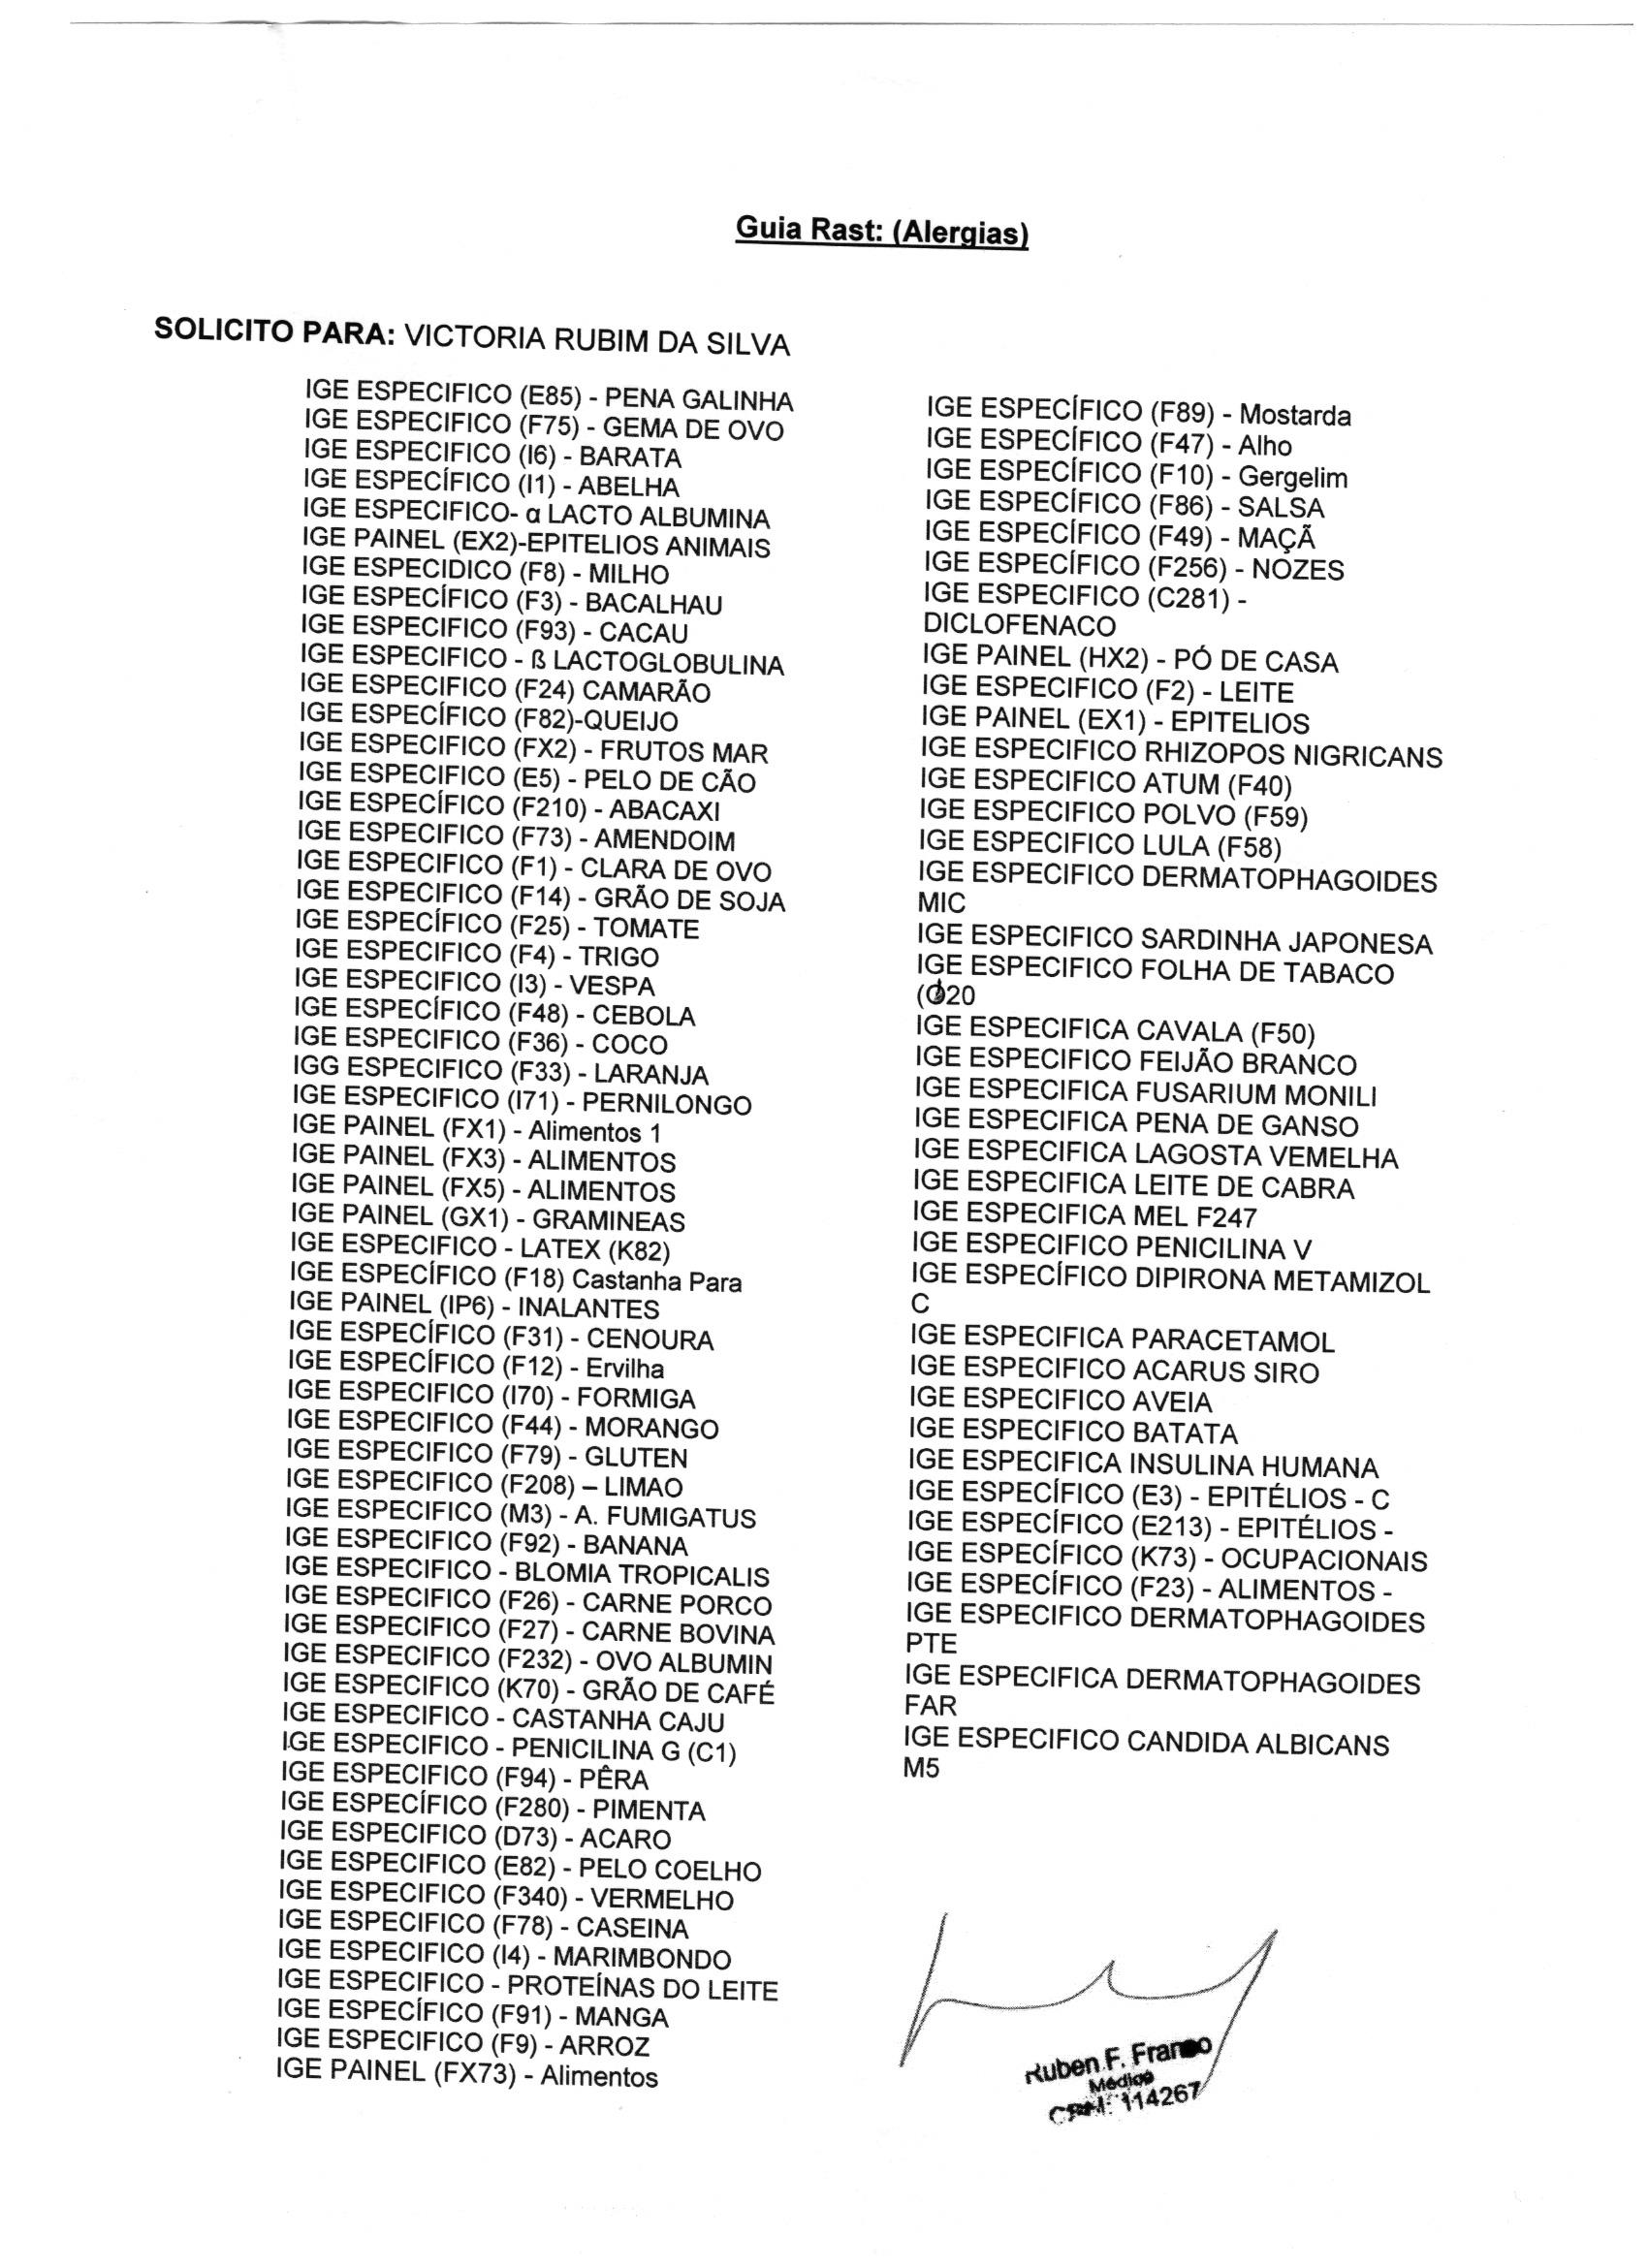 Guia Rast: (Alergias)
SOLICITO PARA: VICTORIA RUBIM DA SILVA
IGE ESPECIFICO (E85) - PENA GALINHA
IGE ESPECIFICO (F75) - GEMA DE OVO
IGE ESPECIFICO (I6) - BARATA
IGE ESPECÍFICO (I1) - ABELHA
IGE ESPECIFICO- α LACTO ALBUMINA
IGE PAINEL (EX2)-EPITELIOS ANIMAIS
IGE ESPECIDICO (F8) - MILHO
IGE ESPECÍFICO (F3) - BACALHAU
IGE ESPECIFICO (F93) - CACAU
IGE ESPECIFICO - ß LACTOGLOBULINA
IGE ESPECIFICO (F24) CAMARÃO
IGE ESPECÍFICO (F82)-QUEIJO
IGE ESPECIFICO (FX2) - FRUTOS MAR
IGE ESPECIFICO (E5) - PELO DE CÃO
IGE ESPECÍFICO (F210) - ABACAXI
IGE ESPECIFICO (F73) - AMENDOIM
IGE ESPECIFICO (F1) - CLARA DE OVO
IGE ESPECIFICO (F14) - GRÃO DE SOJA
IGE ESPECÍFICO (F25) - TOMATE
IGE ESPECIFICO (F4) - TRIGO
IGE ESPECIFICO (I3) - VESPA
IGE ESPECÍFICO (F48) - CEBOLA
IGE ESPECIFICO (F36) - COCO
IGG ESPECIFICO (F33) - LARANJA
IGE ESPECIFICO (I71) - PERNILONGO
IGE PAINEL (FX1) - Alimentos 1
IGE PAINEL (FX3) - ALIMENTOS
IGE PAINEL (FX5) - ALIMENTOS
IGE PAINEL (GX1) - GRAMINEAS
IGE ESPECIFICO - LATEX (K82)
IGE ESPECÍFICO (F18) Castanha Para
IGE PAINEL (IP6) - INALANTES
IGE ESPECÍFICO (F31) - CENOURA
IGE ESPECÍFICO (F12) - Ervilha
IGE ESPECIFICO (I70) - FORMIGA
IGE ESPECIFICO (F44) - MORANGO
IGE ESPECIFICO (F79) - GLUTEN
IGE ESPECIFICO (F208) – LIMAO
IGE ESPECIFICO (M3) - A. FUMIGATUS
IGE ESPECIFICO (F92) - BANANA
IGE ESPECIFICO - BLOMIA TROPICALIS
IGE ESPECIFICO (F26) - CARNE PORCO
IGE ESPECIFICO (F27) - CARNE BOVINA
IGE ESPECIFICO (F232) - OVO ALBUMIN
IGE ESPECIFICO (K70) - GRÃO DE CAFÉ
IGE ESPECIFICO - CASTANHA CAJU
IGE ESPECIFICO - PENICILINA G (C1)
IGE ESPECIFICO (F94) - PÊRA
IGE ESPECÍFICO (F280) - PIMENTA
IGE ESPECIFICO (D73) - ACARO
IGE ESPECIFICO (E82) - PELO COELHO
IGE ESPECIFICO (F340) - VERMELHO
IGE ESPECIFICO (F78) - CASEINA
IGE ESPECIFICO (I4) - MARIMBONDO
IGE ESPECIFICO - PROTEÍNAS DO LEITE
IGE ESPECÍFICO (F91) - MANGA
IGE ESPECIFICO (F9) - ARROZ
IGE PAINEL (FX73) - Alimentos
IGE ESPECÍFICO (F89) - Mostarda
IGE ESPECÍFICO (F47) - Alho
IGE ESPECÍFICO (F10) - Gergelim
IGE ESPECÍFICO (F86) - SALSA
IGE ESPECÍFICO (F49) - MAÇÃ
IGE ESPECÍFICO (F256) - NOZES
IGE ESPECIFICO (C281) -
DICLOFENACO
IGE PAINEL (HX2) - PÓ DE CASA
IGE ESPECIFICO (F2) - LEITE
IGE PAINEL (EX1) - EPITELIOS
IGE ESPECIFICO RHIZOPOS NIGRICANS
IGE ESPECIFICO ATUM (F40)
IGE ESPECIFICO POLVO (F59)
IGE ESPECIFICO LULA (F58)
IGE ESPECIFICO DERMATOPHAGOIDES
MIC
IGE ESPECIFICO SARDINHA JAPONESA
IGE ESPECIFICO FOLHA DE TABACO
(O20
IGE ESPECIFICA CAVALA (F50)
IGE ESPECIFICO FEIJÃO BRANCO
IGE ESPECIFICA FUSARIUM MONILI
IGE ESPECIFICA PENA DE GANSO
IGE ESPECIFICA LAGOSTA VEMELHA
IGE ESPECIFICA LEITE DE CABRA
IGE ESPECIFICA MEL F247
IGE ESPECIFICO PENICILINA V
IGE ESPECÍFICO DIPIRONA METAMIZOL
C
IGE ESPECIFICA PARACETAMOL
IGE ESPECIFICO ACARUS SIRO
IGE ESPECIFICO AVEIA
IGE ESPECIFICO BATATA
IGE ESPECIFICA INSULINA HUMANA
IGE ESPECÍFICO (E3) - EPITÉLIOS - C
IGE ESPECÍFICO (E213) - EPITÉLIOS -
IGE ESPECÍFICO (K73) - OCUPACIONAIS
IGE ESPECÍFICO (F23) - ALIMENTOS -
IGE ESPECIFICO DERMATOPHAGOIDES
PTE
IGE ESPECIFICA DERMATOPHAGOIDES
FAR
IGE ESPECIFICO CANDIDA ALBICANS
M5
Ruben F. Franco
Médico
CRM: 114267